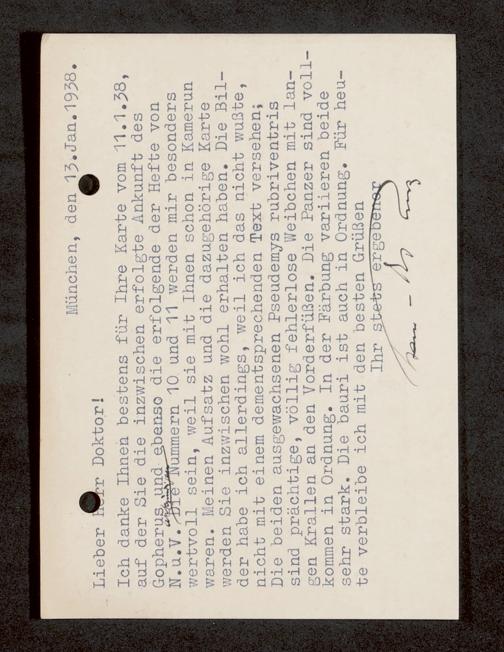 München, den 13.Jan.1938.
Lieber Herr Doktor!
Ich danke Ihnen bestens für Ihre Karte vom 11.1.38,
auf der Sie die inzwischen erfolgte Ankunft des
Gopherus und ebenso die erfolgende der Hefte von
N.u.V. Die Nummern 10 und 11 werden mir besonders
wertvoll sein, weil sie mit Ihnen schon in Kamerun
waren. Meinen Aufsatz und die dazugehörige Karte
werden Sie inzwischen wohl erhalten haben. Die Bil-
der habe ich allerdings, weil ich das nicht wußte,
nicht mit einem dementsprechenden Text versehen;
Die beiden ausgewachsenen Pseudemys rubriventris
sind prächtige, völlig fehlerlose Weibchen mit lan-
gen Krallen an den Vorderfüßen. Die Panzer sind voll-
kommen in Ordnung. In der Färbung variieren beide
sehr stark. Die bauri ist auch in Ordnung. Für heu-
te verbleibe ich mit den besten Grüßen
Ihr stets ergebener